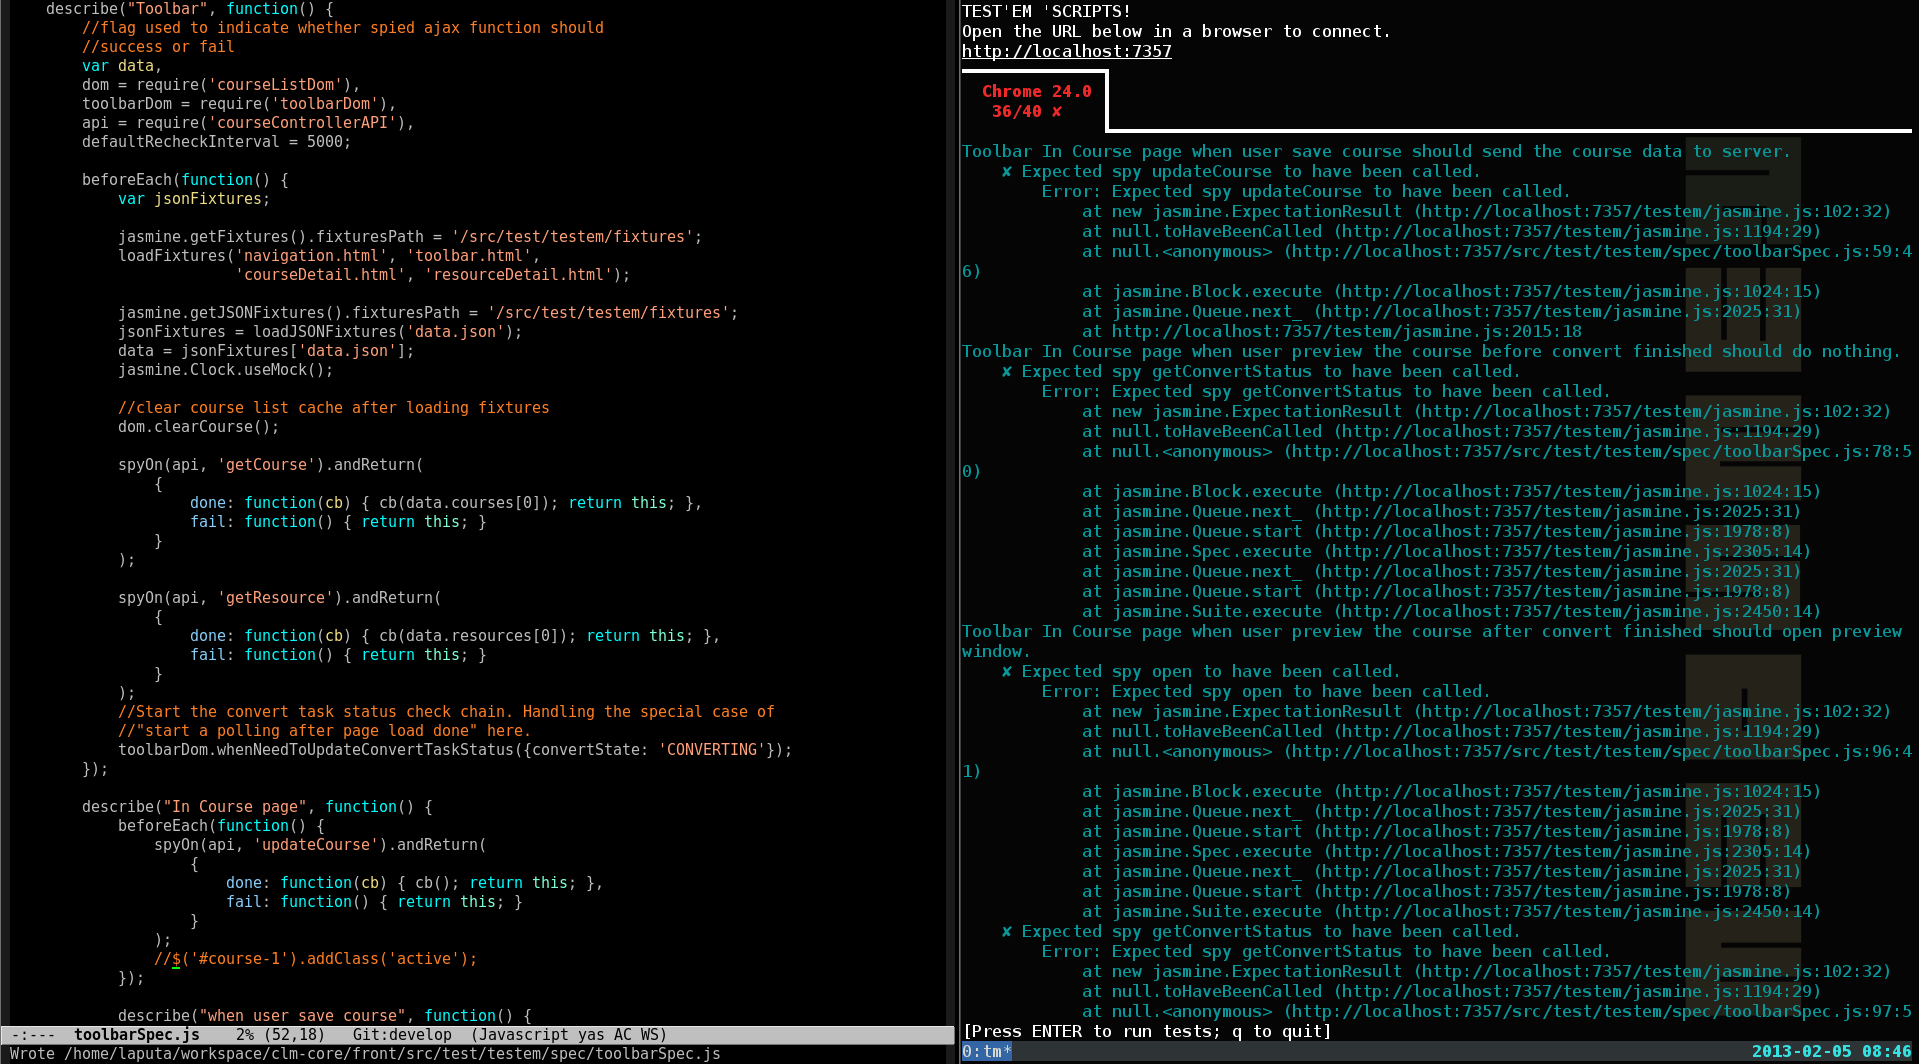 describe("Toolbar", function() {
//flag used to indicate whether spied ajax function should
//success or fail
var data,
dom = require('courseListDom'),
toolbarDom = require('toolbarDom'),
api = require('courseControllerAPI'),
defaultRecheckInterval = 5000;
beforeEach(function() {
var jsonFixtures;
jasmine.getFixtures().fixturesPath = '/src/test/testem/fixtures';
loadFixtures('navigation.html', 'toolbar.html',
'courseDetail.html', 'resourceDetail.html');
jasmine.getJSONFixtures().fixturesPath = '/src/test/testem/fixtures';
jsonFixtures = loadJSONFixtures('data.json');
data = jsonFixtures['data.json'];
jasmine.Clock.useMock();
//clear course list cache after loading fixtures
dom.clearCourse();
spyOn(api, 'getCourse').andReturn(
{
done: function(cb) { cb(data.courses[0]); return this; },
fail: function() { return this; }
}
);
spyOn(api, 'getResource').andReturn(
{
done: function(cb) { cb(data.resources[0]); return this; },
fail: function() { return this; }
}
);
//Start the convert task status check chain. Handling the special case of
//"start a polling after page load done" here.
toolbarDom.whenNeedToUpdateConvertTaskStatus({convertState: 'CONVERTING'});
});
describe("In Course page", function() {
beforeEach(function() {
spyOn(api, 'updateCourse').andReturn(
{
done: function(cb) { cb(); return this; },
fail: function() { return this; }
}
);
//$('#course-1').addClass('active');
});
describe("when user save course", function() {
-:--- toolbarSpec.js 2% (52,18) Git:develop (Javascript yas AC WS)
Wrote /home/laputa/workspace/clm-core/front/src/test/testem/spec/toolbarSpec.js
TEST'EM 'SCRIPTS!
Open the URL below in a browser to connect.
http://localhost:7357
Chrome 24.0
36/40 ✘
Toolbar In Course page when user save course should send the course data to server.
✘ Expected spy updateCourse to have been called.
Error: Expected spy updateCourse to have been called.
at new jasmine.ExpectationResult (http://localhost:7357/testem/jasmine.js:102:32)
at null.toHaveBeenCalled (http://localhost:7357/testem/jasmine.js:1194:29)
at null.<anonymous> (http://localhost:7357/src/test/testem/spec/toolbarSpec.js:59:4
6)
at jasmine.Block.execute (http://localhost:7357/testem/jasmine.js:1024:15)
at jasmine.Queue.next_ (http://localhost:7357/testem/jasmine.js:2025:31)
at http://localhost:7357/testem/jasmine.js:2015:18
Toolbar In Course page when user preview the course before convert finished should do nothing.
✘ Expected spy getConvertStatus to have been called.
Error: Expected spy getConvertStatus to have been called.
at new jasmine.ExpectationResult (http://localhost:7357/testem/jasmine.js:102:32)
at null.toHaveBeenCalled (http://localhost:7357/testem/jasmine.js:1194:29)
at null.<anonymous> (http://localhost:7357/src/test/testem/spec/toolbarSpec.js:78:5
0)
at jasmine.Block.execute (http://localhost:7357/testem/jasmine.js:1024:15)
at jasmine.Queue.next_ (http://localhost:7357/testem/jasmine.js:2025:31)
at jasmine.Queue.start (http://localhost:7357/testem/jasmine.js:1978:8)
at jasmine.Spec.execute (http://localhost:7357/testem/jasmine.js:2305:14)
at jasmine.Queue.next_ (http://localhost:7357/testem/jasmine.js:2025:31)
at jasmine.Queue.start (http://localhost:7357/testem/jasmine.js:1978:8)
at jasmine.Suite.execute (http://localhost:7357/testem/jasmine.js:2450:14)
Toolbar In Course page when user preview the course after convert finished should open preview
window.
✘ Expected spy open to have been called.
Error: Expected spy open to have been called.
at new jasmine.ExpectationResult (http://localhost:7357/testem/jasmine.js:102:32)
at null.toHaveBeenCalled (http://localhost:7357/testem/jasmine.js:1194:29)
at null.<anonymous> (http://localhost:7357/src/test/testem/spec/toolbarSpec.js:96:4
1)
at jasmine.Block.execute (http://localhost:7357/testem/jasmine.js:1024:15)
at jasmine.Queue.next_ (http://localhost:7357/testem/jasmine.js:2025:31)
at jasmine.Queue.start (http://localhost:7357/testem/jasmine.js:1978:8)
at jasmine.Spec.execute (http://localhost:7357/testem/jasmine.js:2305:14)
at jasmine.Queue.next_ (http://localhost:7357/testem/jasmine.js:2025:31)
at jasmine.Queue.start (http://localhost:7357/testem/jasmine.js:1978:8)
at jasmine.Suite.execute (http://localhost:7357/testem/jasmine.js:2450:14)
✘ Expected spy getConvertStatus to have been called.
Error: Expected spy getConvertStatus to have been called.
at new jasmine.ExpectationResult (http://localhost:7357/testem/jasmine.js:102:32)
at null.toHaveBeenCalled (http://localhost:7357/testem/jasmine.js:1194:29)
at null.<anonymous> (http://localhost:7357/src/test/testem/spec/toolbarSpec.js:97:5
[Press ENTER to run tests; q to quit]
0:tm* 2013-02-05 08:46